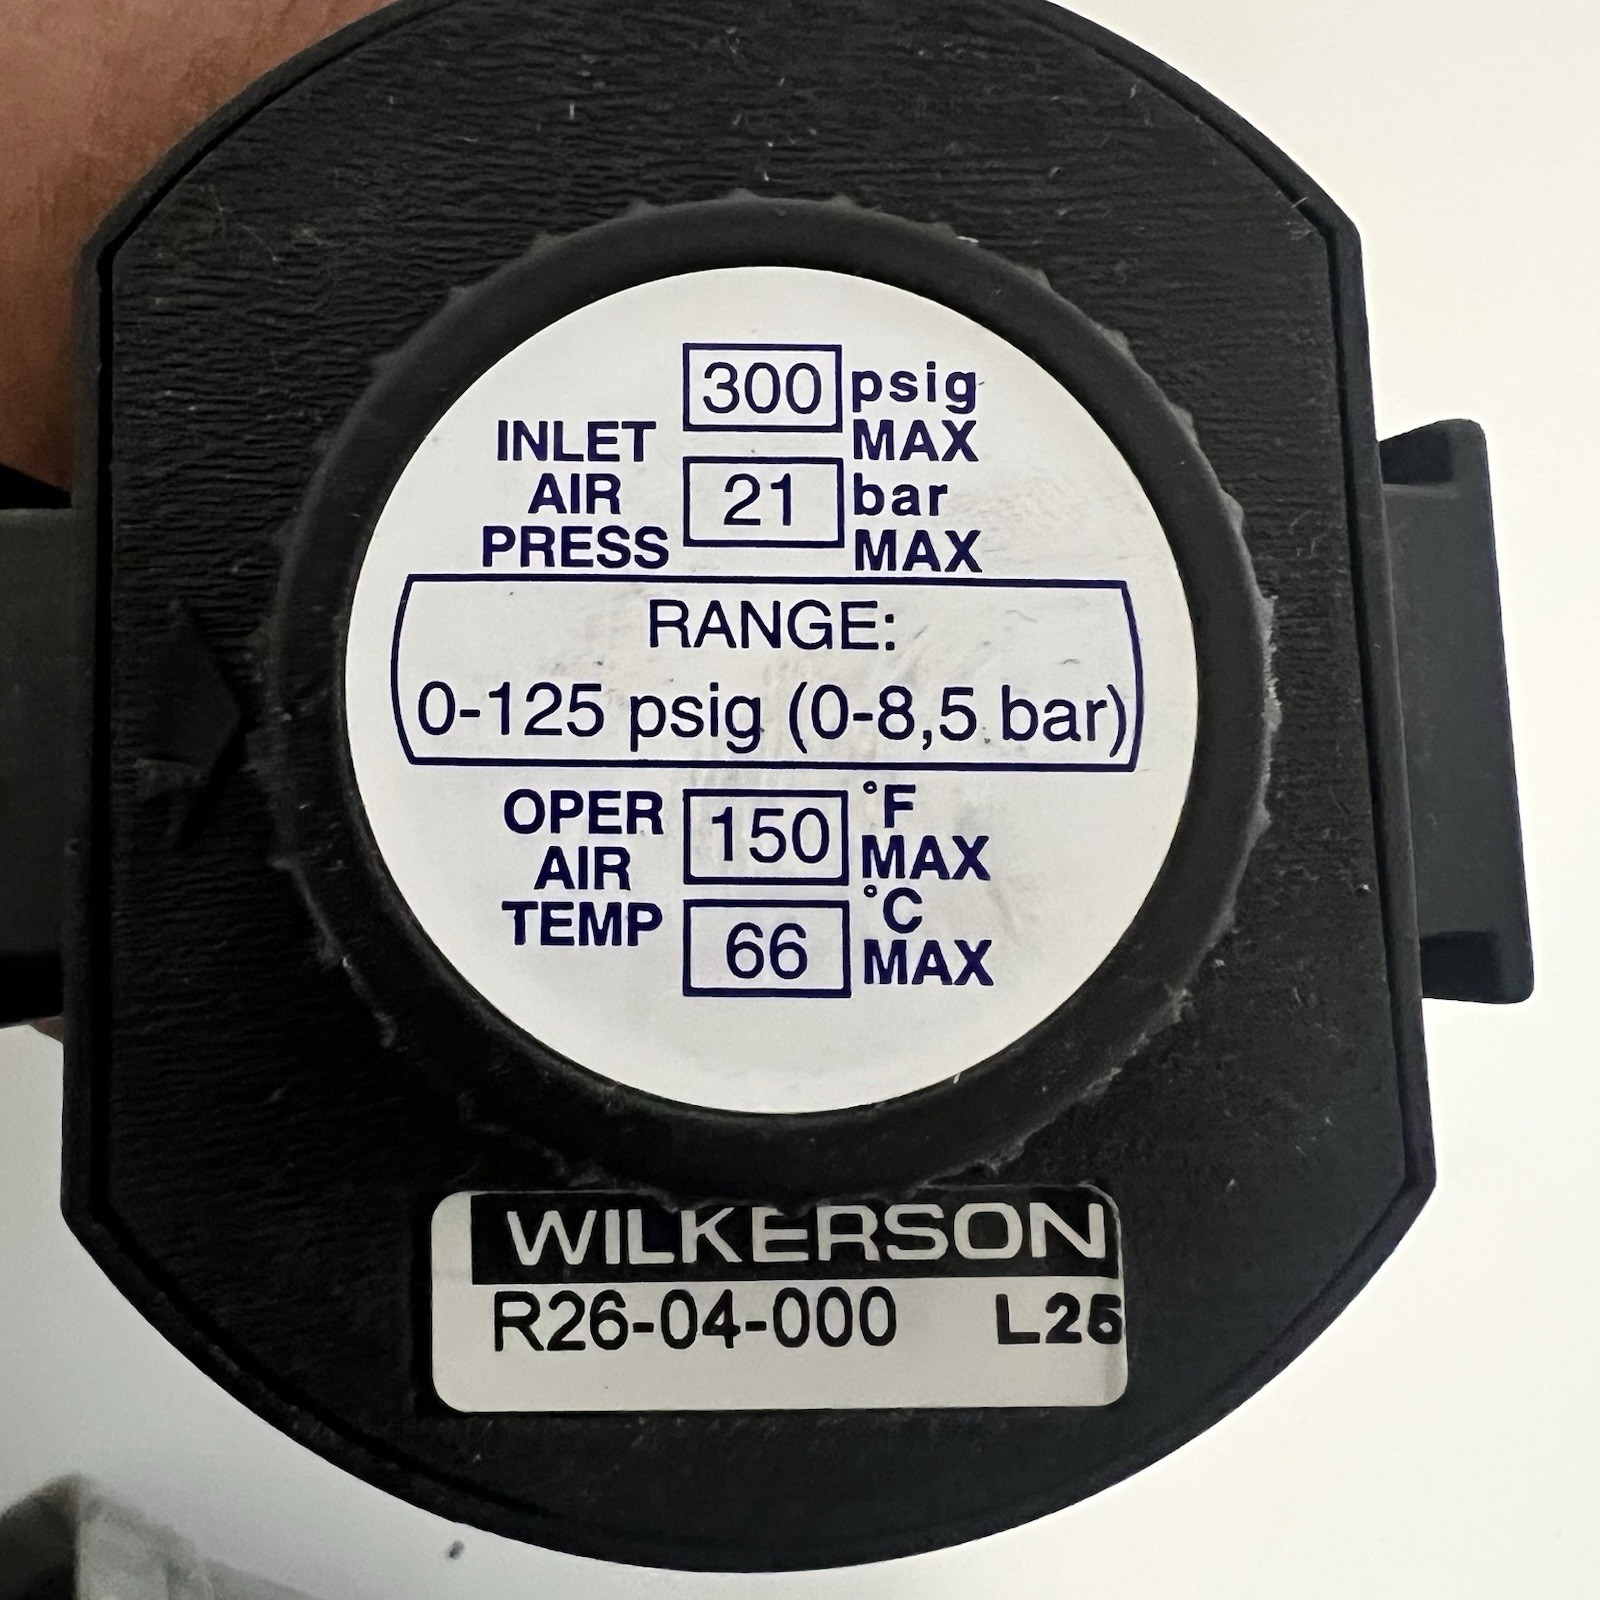 300 psig
MAX
INLET
AIR
PRESS
21 bar
MAX
RANGE:
0-125 psig (0-8,5 bar)
OPER
AIR
TEMP
150 °F
MAX
66 °C
MAX
WILKERSON
R26-04-000 L25